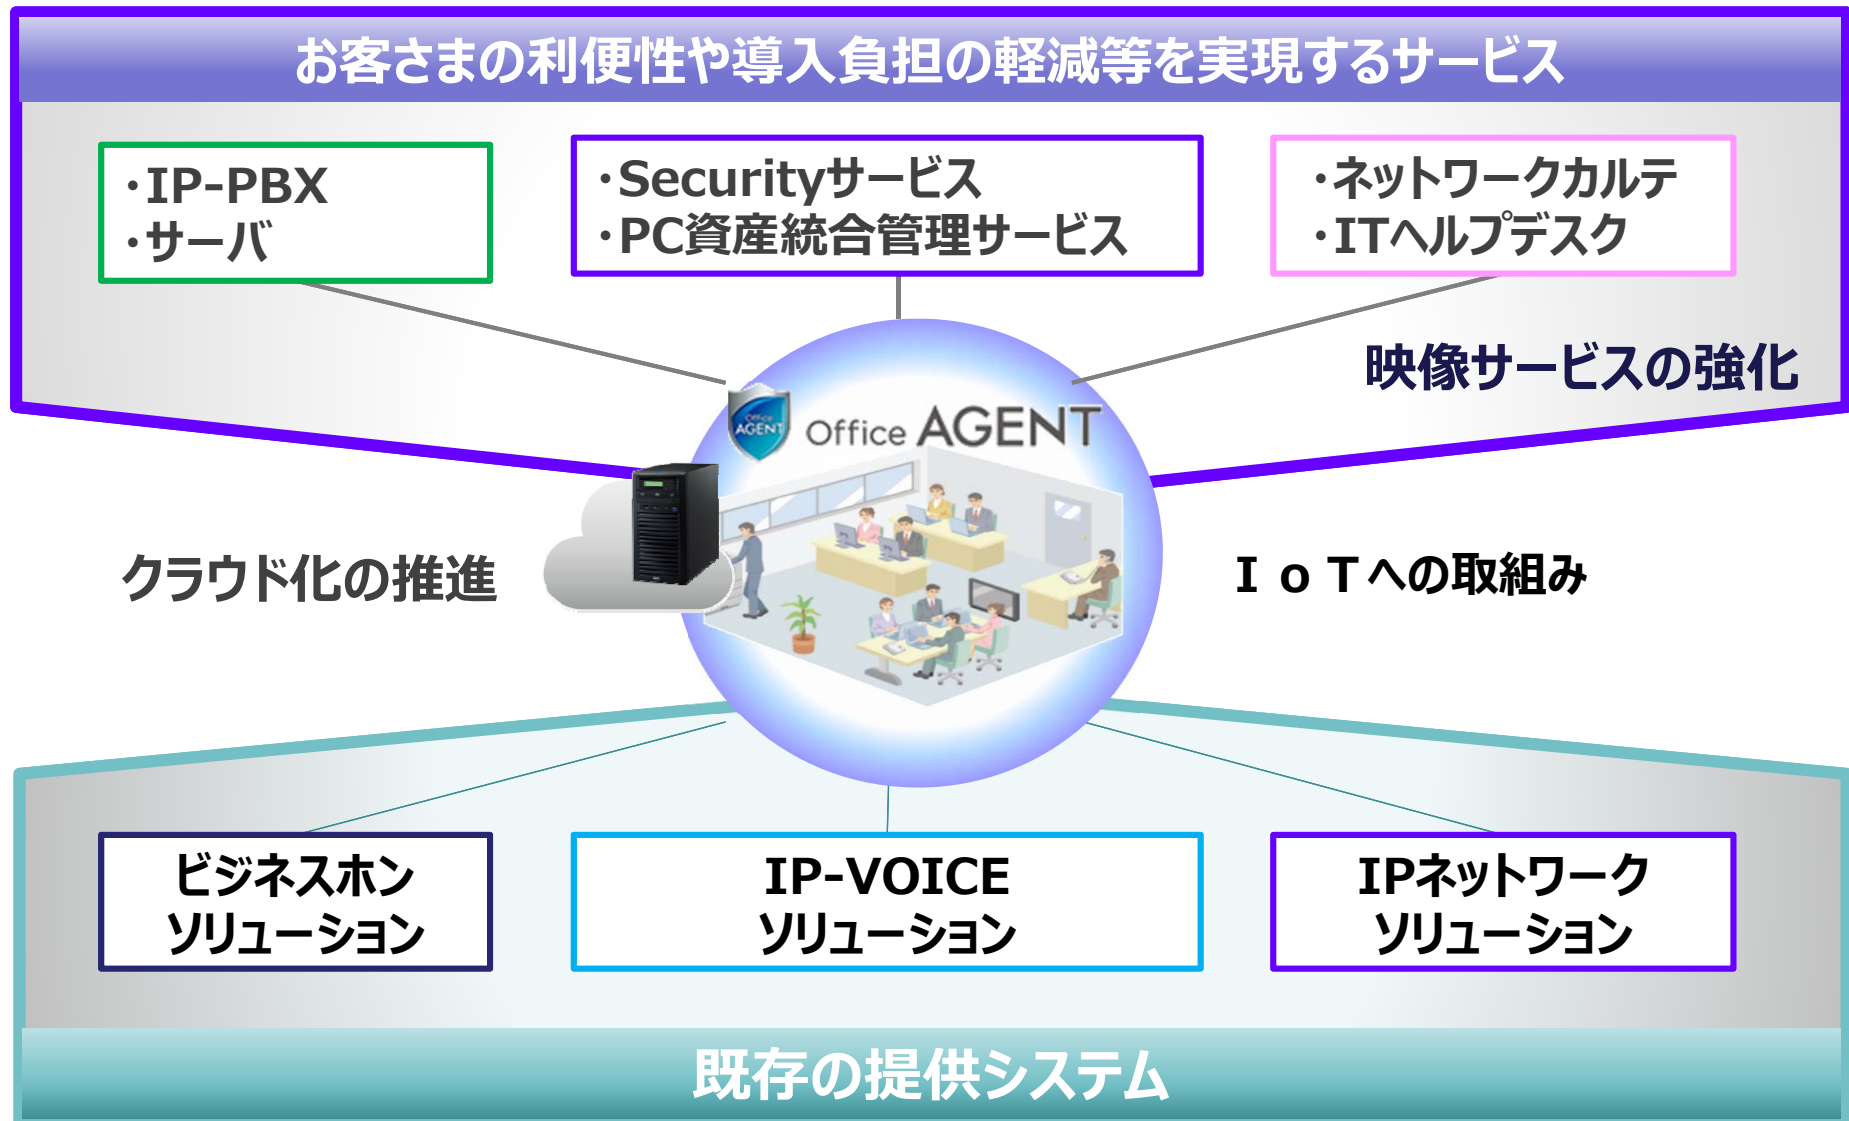 お客さまの利便性や導入負担の軽減等を実現するサービス
・IP-PBX
・サーバ
・Securityサービス
・PC資産統合管理サービス
・ネットワークカルテ
・ITヘルプデスク
映像サービスの強化
Office
AGENT
Office AGENT
クラウド化の推進
ＩｏＴへの取組み
ビジネスホン
ソリューション
IP-VOICE
ソリューション
IPネットワーク
ソリューション
既存の提供システム